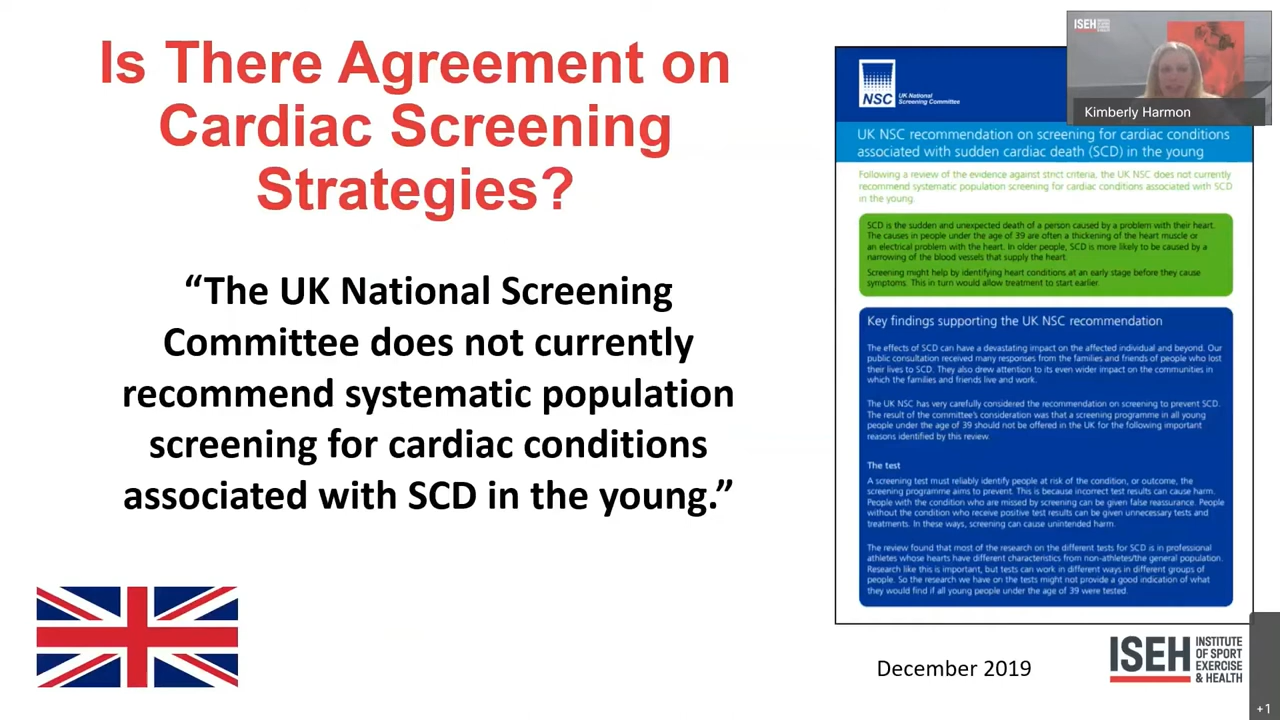 Is There Agreement on
Cardiac Screening
Strategies?
“The UK National Screening
Committee does not currently
recommend systematic population
screening for cardiac conditions
associated with SCD in the young.”
NSC
UK National
Screening Committee
UK NSC recommendation on screening for cardiac conditions
associated with sudden cardiac death (SCD) in the young
Following a review of the evidence against strict criteria, the UK NSC does not currently
recommend systematic population screening for cardiac conditions associated with SCD
in the young.
SCD is the sudden and unexpected death of a person caused by a problem with their heart.
The causes in people under the age of 39 are often a thickening of the heart muscle or
an electrical problem with the heart. In older people, SCD is more likely to be caused by a
narrowing of the blood vessels that supply the heart.
Screening might help by identifying heart conditions at an early stage before they cause
symptoms. This in turn would allow treatment to start earlier.
Key findings supporting the UK NSC recommendation
The effects of SCD can have a devastating impact on the affected individual and beyond. Our
public consultation received many responses from the families and friends of people who lost
their lives to SCD. They also drew attention to its even wider impact on the communities in
which the families and friends live and work.
The UK NSC has very carefully considered the recommendation on screening to prevent SCD.
The result of the committee's consideration was that a screening programme in all young
people under the age of 39 should not be offered in the UK for the following important
reasons identified by this review.
The test
A screening test must reliably identify people at risk of the condition, or outcome, the
screening programme aims to prevent. This is because incorrect test results can cause harm.
People with the condition who are missed by screening can be given false reassurance. People
without the condition who receive positive test results can be given unnecessary tests and
treatments. In these ways, screening can cause unintended harm.
The review found that most of the research on the different tests for SCD is in professional
athletes whose hearts have different characteristics from non-athletes/the general population.
Research like this is important, but tests can work in different ways in different groups of
people. So the research we have on the tests might not provide a good indication of what
they would find if all young people under the age of 39 were tested.
ISEH
Kimberly Harmon
December 2019
ISEH
INSTITUTE
OF SPORT
EXERCISE
& HEALTH
+1